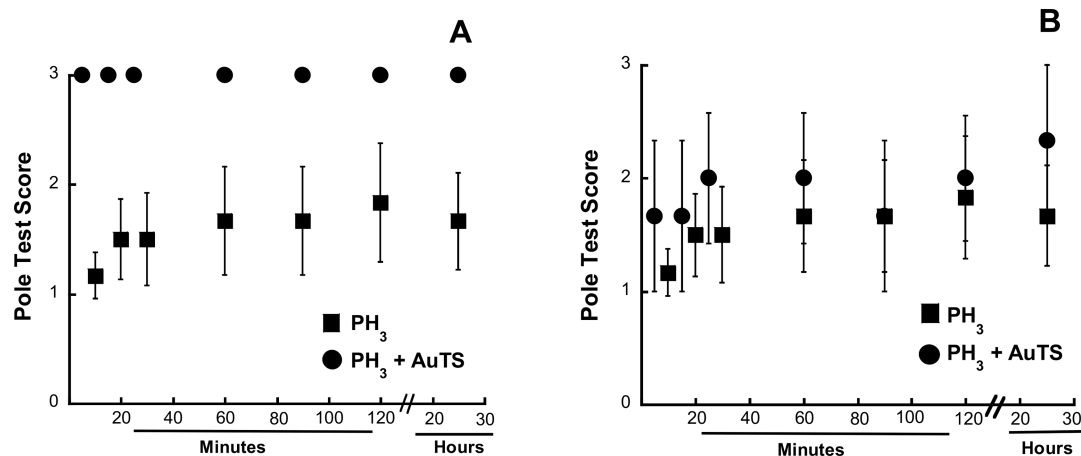 A
3
2
1
0
Pole Test Score
PH3
PH3 + AuTS
20 40 60 80 100 120 20 30
Minutes Hours
B
3
2
1
0
Pole Test Score
PH3
PH3 + AuTS
20 40 60 80 100 120 20 30
Minutes Hours